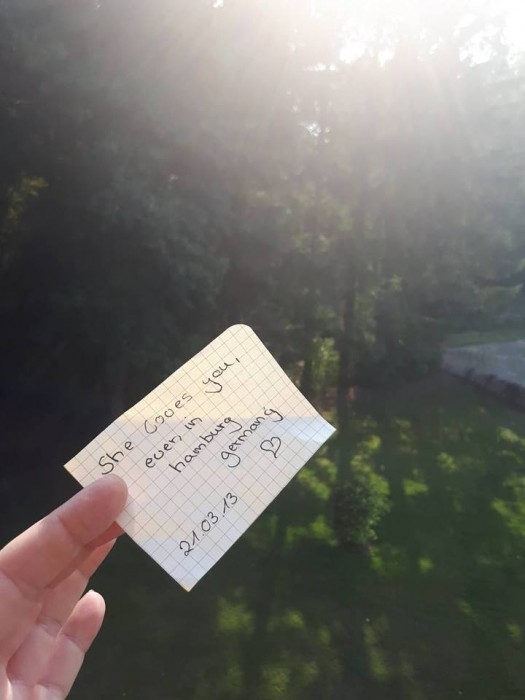 She loves you,
even in
hamburg
germany
♡
21.03.13